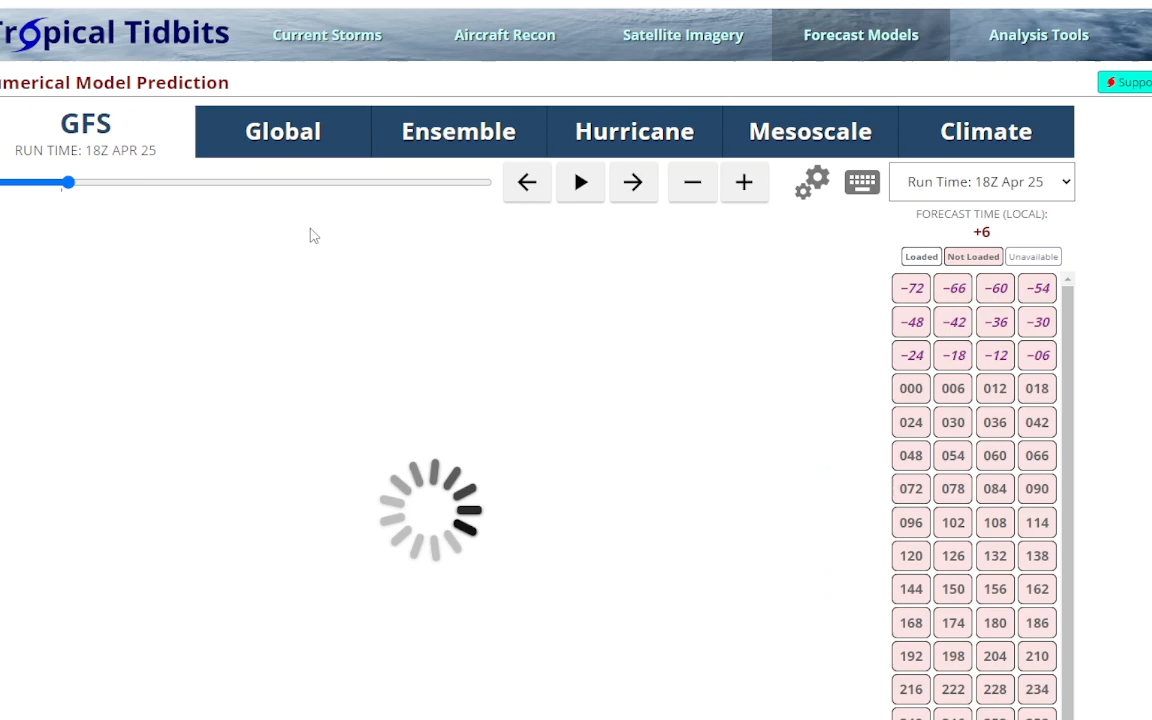 Tropical Tidbits
Current Storms
Aircraft Recon
Satellite Imagery
Forecast Models
Analysis Tools
umerical Model Prediction
Suppo
GFS
RUN TIME: 18Z APR 25
Global
Ensemble
Hurricane
Mesoscale
Climate
Run Time: 18Z Apr 25
FORECAST TIME (LOCAL):
+6
Loaded Not Loaded Unavailable
−72 −66 −60 −54
−48 −42 −36 −30
−24 −18 −12 −06
000 006 012 018
024 030 036 042
048 054 060 066
072 078 084 090
096 102 108 114
120 126 132 138
144 150 156 162
168 174 180 186
192 198 204 210
216 222 228 234